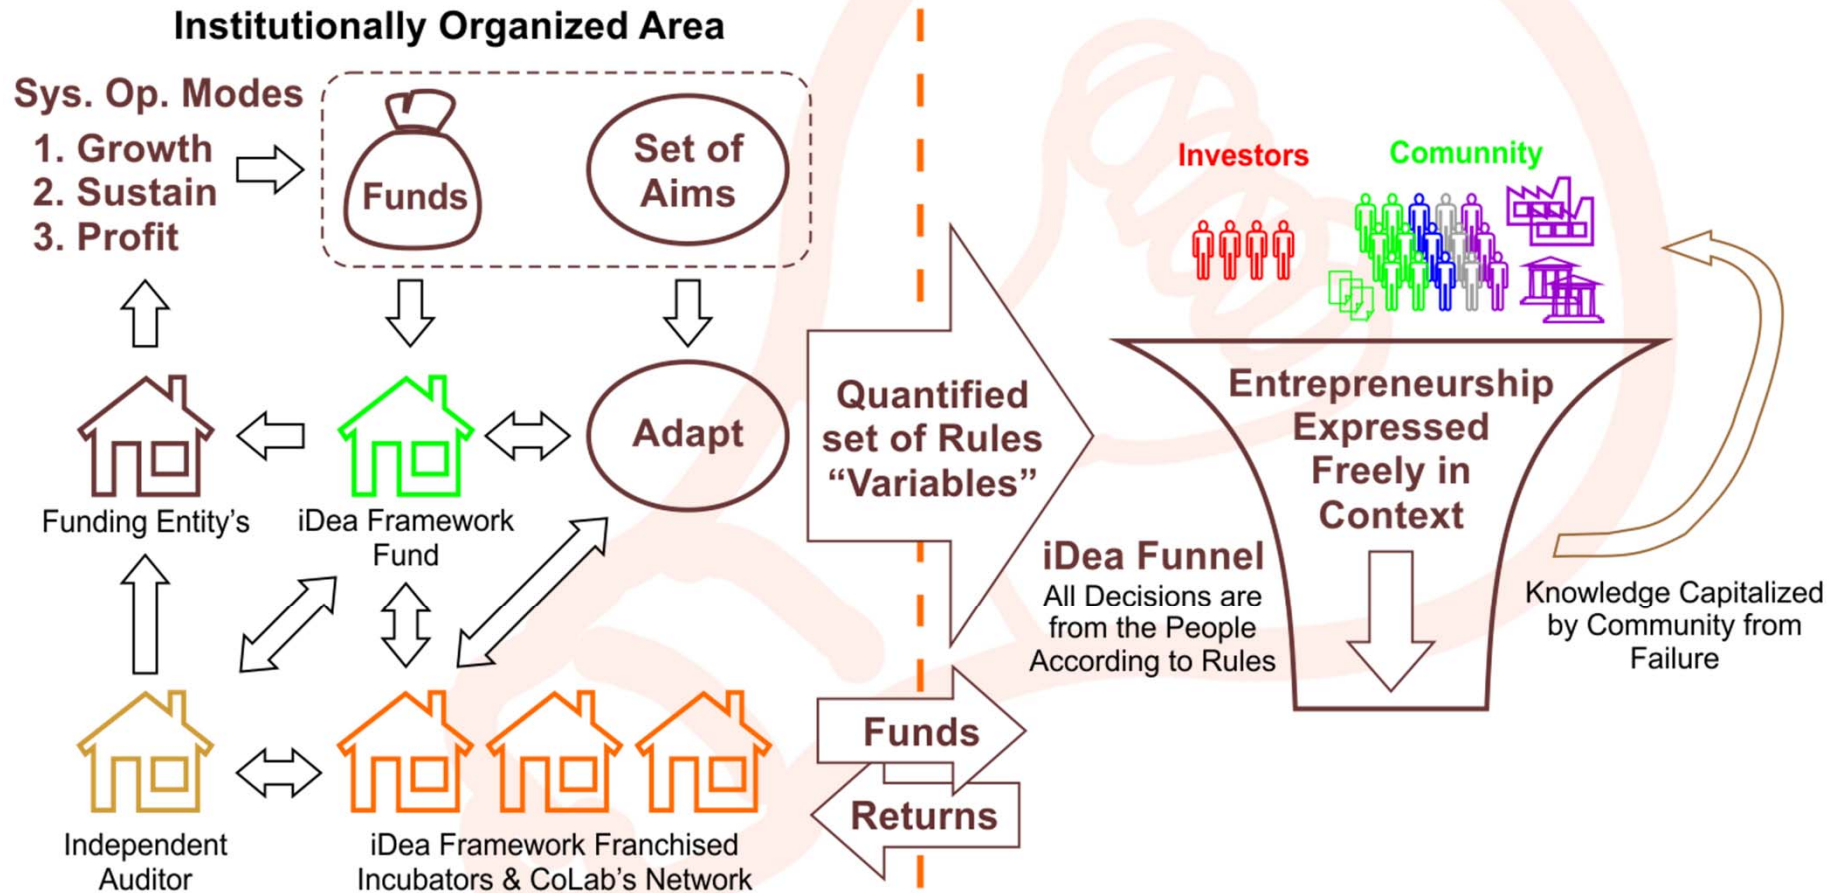 Institutionally Organized Area
Sys. Op. Modes
1. Growth
2. Sustain
3. Profit
Funds
Set of
Aims
Investors
Comunnity
Adapt
Quantified
set of Rules
“Variables”
Entrepreneurship
Expressed
Freely in
Context
Funding Entity’s
iDea Framework
Fund
iDea Funnel
All Decisions are
from the People
According to Rules
Knowledge Capitalized
by Community from
Failure
Funds
Returns
Independent
Auditor
iDea Framework Franchised
Incubators & CoLab’s Network